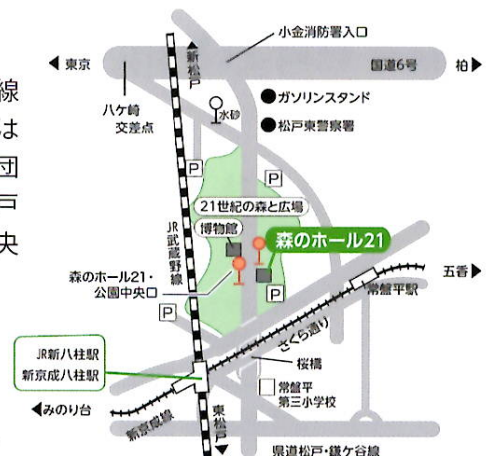 線
は
団
戸
央
小金消防署入口
東京
国道6号
柏
新松戸
八ケ崎
交差点
水砂
ガソリンスタンド
松戸東警察署
P
P
21世紀の森と広場
博物館
森のホール21
JR武蔵野線
森のホール21・
公園中央口
P
P
五香
常盤平駅
さくら通り
JR新八柱駅
新京成八柱駅
桜橋
常盤平
第三小学校
みのり台
新京成線
東松戸
県道松戸・鎌ケ谷線